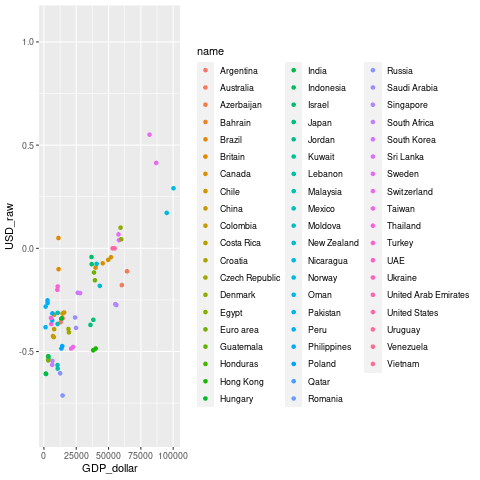 name
1.0
0.5
0.0
-0.5
USD_raw
0 25000 50000 75000 100000
GDP_dollar
Argentina
Australia
Azerbaijan
Bahrain
Brazil
Britain
Canada
Chile
China
Colombia
Costa Rica
Croatia
Czech Republic
Denmark
Egypt
Euro area
Guatemala
Honduras
Hong Kong
Hungary
India
Indonesia
Israel
Japan
Jordan
Kuwait
Lebanon
Malaysia
Mexico
Moldova
New Zealand
Nicaragua
Norway
Oman
Pakistan
Peru
Philippines
Poland
Qatar
Romania
Russia
Saudi Arabia
Singapore
South Africa
South Korea
Sri Lanka
Sweden
Switzerland
Taiwan
Thailand
Turkey
UAE
Ukraine
United Arab Emirates
United States
Uruguay
Venezuela
Vietnam